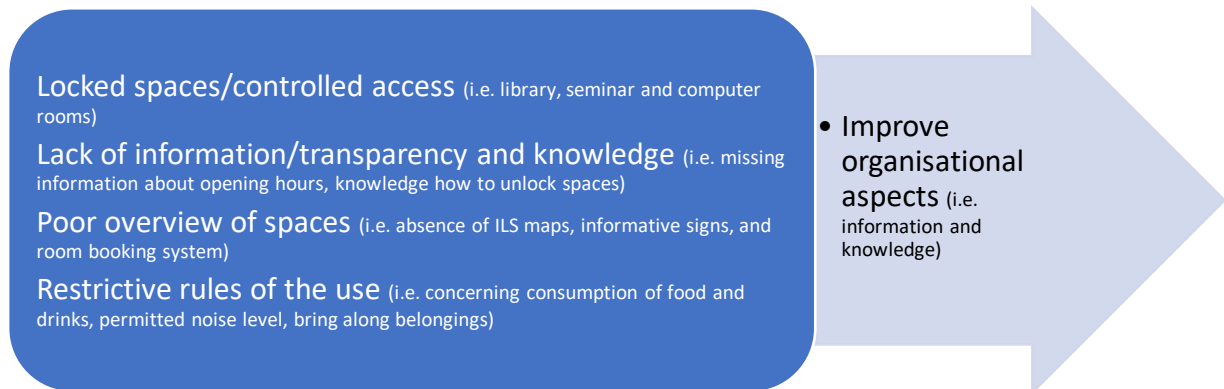 Locked spaces/controlled access (i.e. library, seminar and computer
rooms)
Lack of information/transparency and knowledge (i.e. missing
information about opening hours, knowledge how to unlock spaces)
Poor overview of spaces (i.e. absence of ILS maps, informative signs, and
room booking system)
Restrictive rules of the use (i.e. concerning consumption of food and
drinks, permitted noise level, bring along belongings)
• Improve
organisational
aspects (i.e.
information and
knowledge)